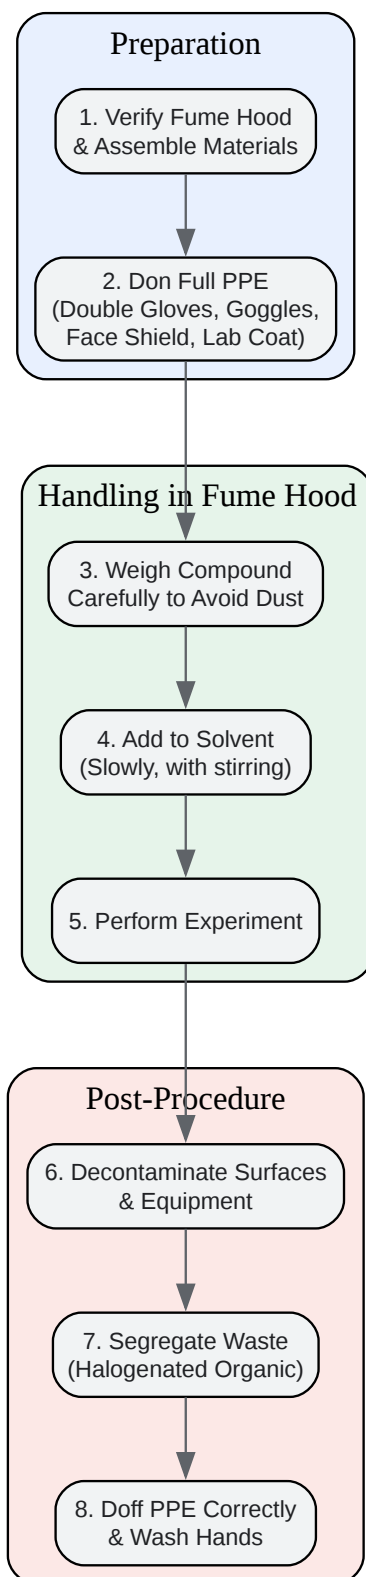 Preparation
1. Verify Fume Hood
& Assemble Materials
2. Don Full PPE
(Double Gloves, Goggles,
Face Shield, Lab Coat)
Handling in Fume Hood
3. Weigh Compound
Carefully to Avoid Dust
4. Add to Solvent
(Slowly, with stirring)
5. Perform Experiment
Post-Procedure
6. Decontaminate Surfaces
& Equipment
7. Segregate Waste
(Halogenated Organic)
8. Doff PPE Correctly
& Wash Hands